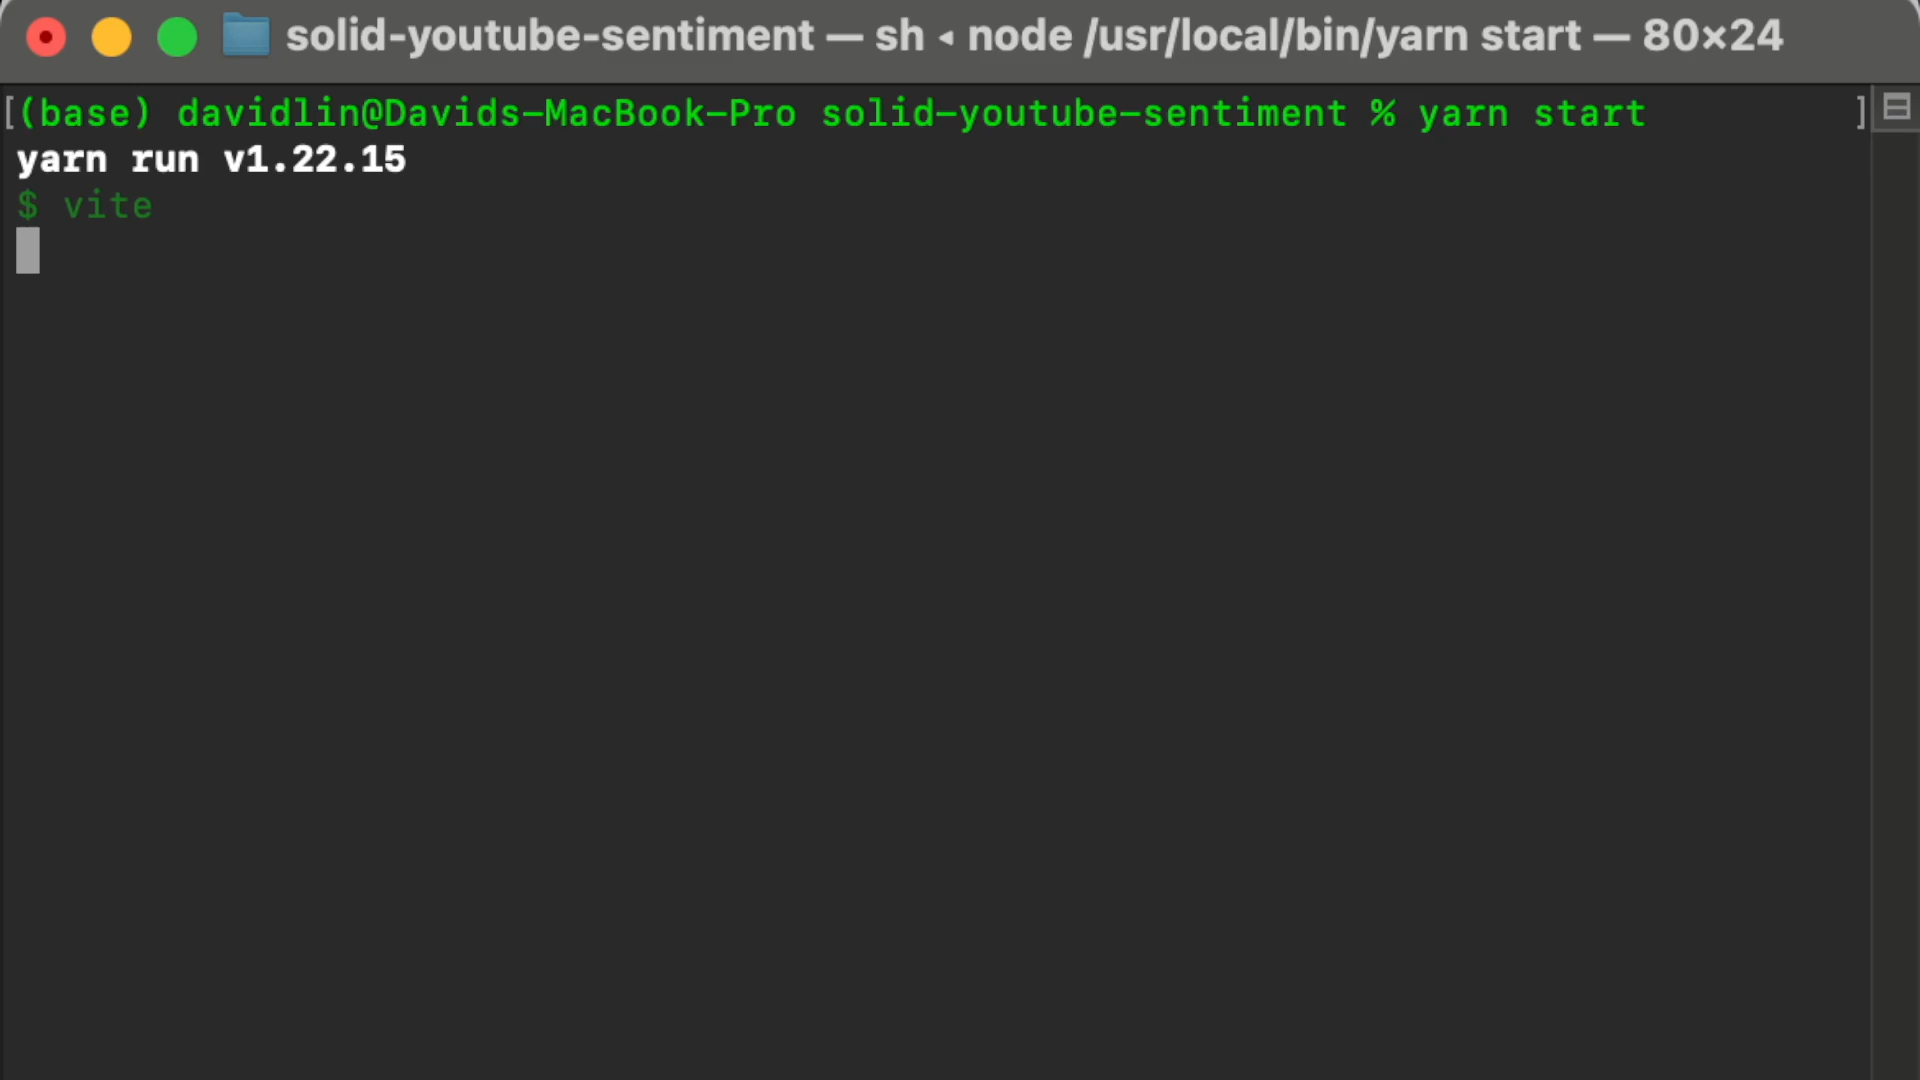 solid-youtube-sentiment — sh ◂ node /usr/local/bin/yarn start — 80×24
[(base) davidlin@Davids-MacBook-Pro solid-youtube-sentiment % yarn start ]
yarn run v1.22.15
$ vite